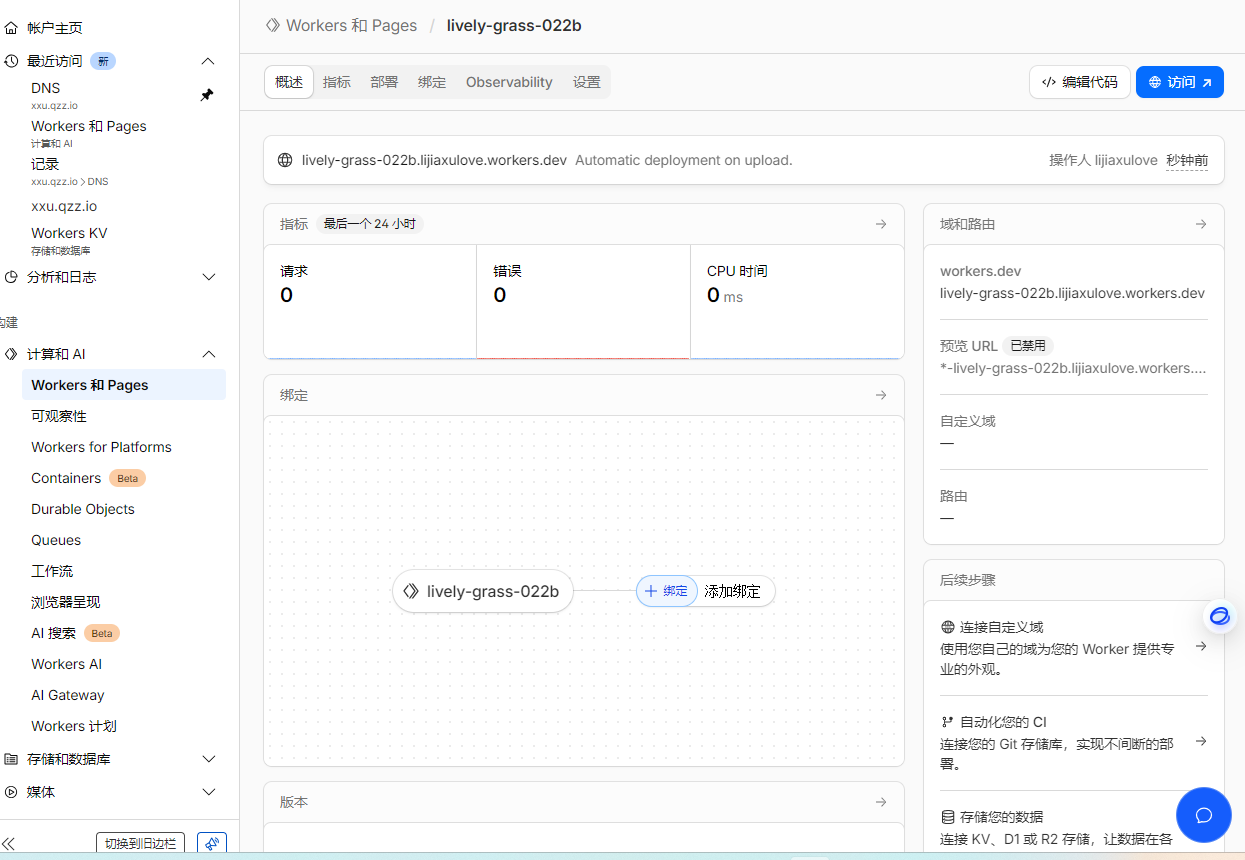 帐户主页
最近访问 新
DNS
xxu.qzz.io
Workers 和 Pages
计算和 AI
记录
xxu.qzz.io > DNS
xxu.qzz.io
Workers KV
存储和数据库
分析和日志
构建
计算和 AI
Workers 和 Pages
可观察性
Workers for Platforms
Containers Beta
Durable Objects
Queues
工作流
浏览器呈现
AI 搜索 Beta
Workers AI
AI Gateway
Workers 计划
存储和数据库
媒体
切换到旧边栏
Workers 和 Pages / lively-grass-022b
概述 指标 部署 绑定 Observability 设置
</> 编辑代码 访问
lively-grass-022b.lijiaxulove.workers.dev Automatic deployment on upload. 操作人 lijiaxulove 秒钟前
指标 最后一个 24 小时
请求 错误 CPU 时间
0 0 0 ms
绑定
lively-grass-022b 绑定 添加绑定
版本
域和路由
workers.dev
lively-grass-022b.lijiaxulove.workers.dev
预览 URL 已禁用
*-lively-grass-022b.lijiaxulove.workers....
自定义域
—
路由
—
后续步骤
连接自定义域
使用您自己的域为您的 Worker 提供专
业的外观。
自动化您的 CI
连接您的 Git 存储库，实现不间断的部
署。
存储您的数据
连接 KV、D1 或 R2 存储，让数据在各